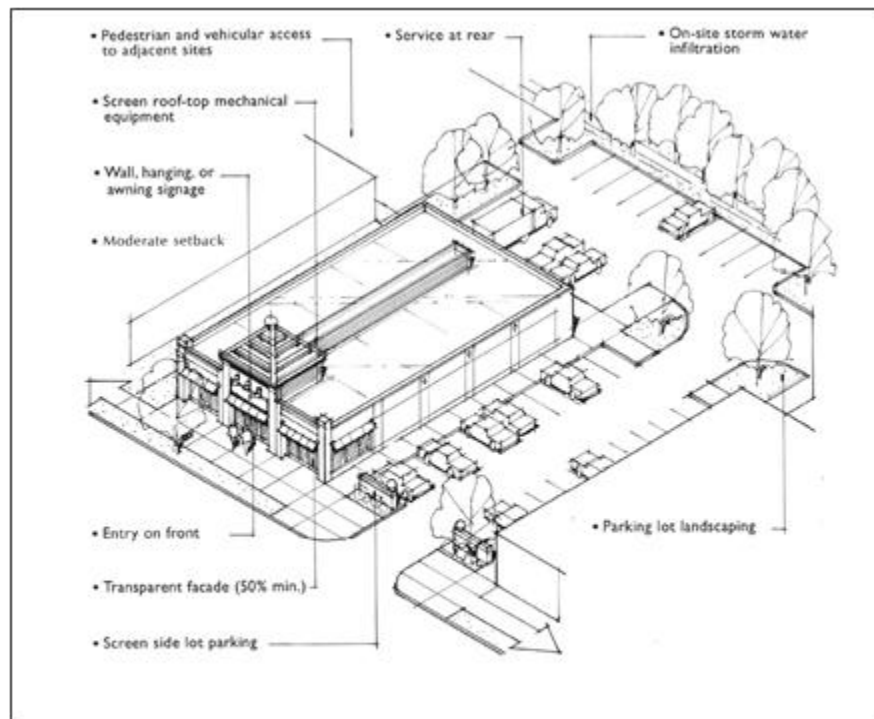 • Pedestrian and vehicular access
to adjacent sites
• Service at rear
• On-site storm water
infiltration
• Screen roof-top mechanical
equipment
• Wall, hanging, or
awning signage
• Moderate setback
• Entry on front
• Parking lot landscaping
• Transparent facade (50% min.)
• Screen side lot parking